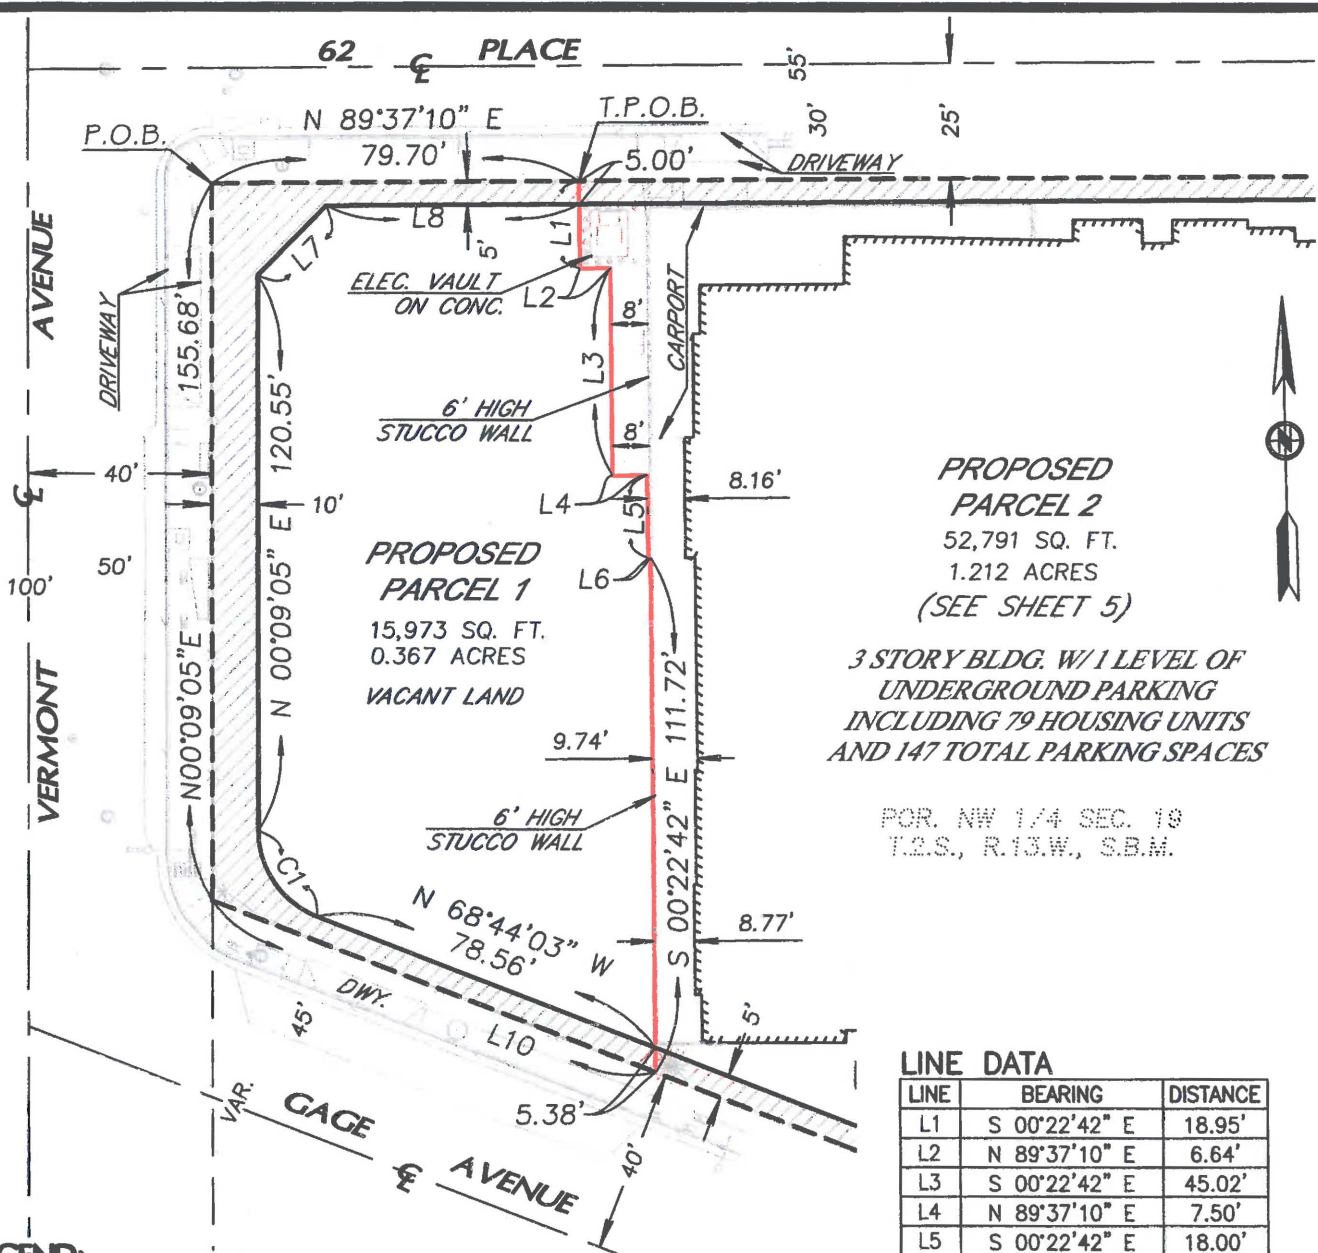 62 ℄ PLACE
55'
30'
25'
P.O.B.
N 89°37'10" E
79.70'
T.P.O.B.
5.00'
DRIVEWAY
AVENUE
DRIVEWAY
155.68'
L7
L8
5'
L1
ELEC. VAULT
ON CONC.
L2
8'
CARPORT
120.55'
L3
6' HIGH
STUCCO WALL
8'
40'
℄
10'
L4
L5
8.16'
PROPOSED
PARCEL 2
52,791 SQ. FT.
1.212 ACRES
(SEE SHEET 5)
100'
50'
N 00°09'05" E
PROPOSED
PARCEL 1
15,973 SQ. FT.
0.367 ACRES
VACANT LAND
L6
3 STORY BLDG. W/ 1 LEVEL OF
UNDERGROUND PARKING
INCLUDING 79 HOUSING UNITS
AND 147 TOTAL PARKING SPACES
VERMONT
N00°09'05"E
9.74'
S 00°22'42" E 111.72'
6' HIGH
STUCCO WALL
POR. NW 1/4 SEC. 19
T.2.S., R.13.W., S.B.M.
C1
N 68°44'03" W
78.56'
8.77'
DWY.
45'
L10
5'
VAR.
GAGE ℄ AVENUE
5.38'
40'
LINE DATA
LINE BEARING DISTANCE
L1 S 00°22'42" E 18.95'
L2 N 89°37'10" E 6.64'
L3 S 00°22'42" E 45.02'
L4 N 89°37'10" E 7.50'
L5 S 00°22'42" E 18.00'